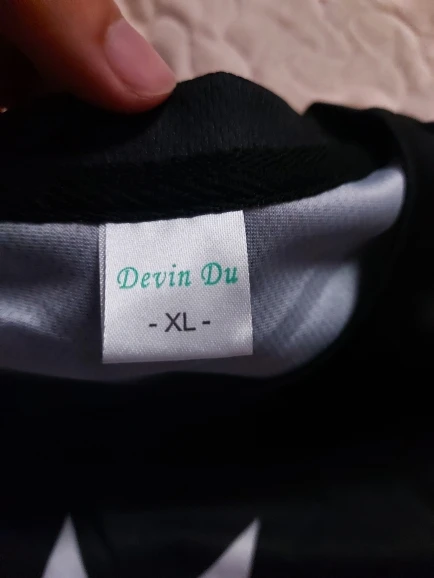 Devin Du
- XL -